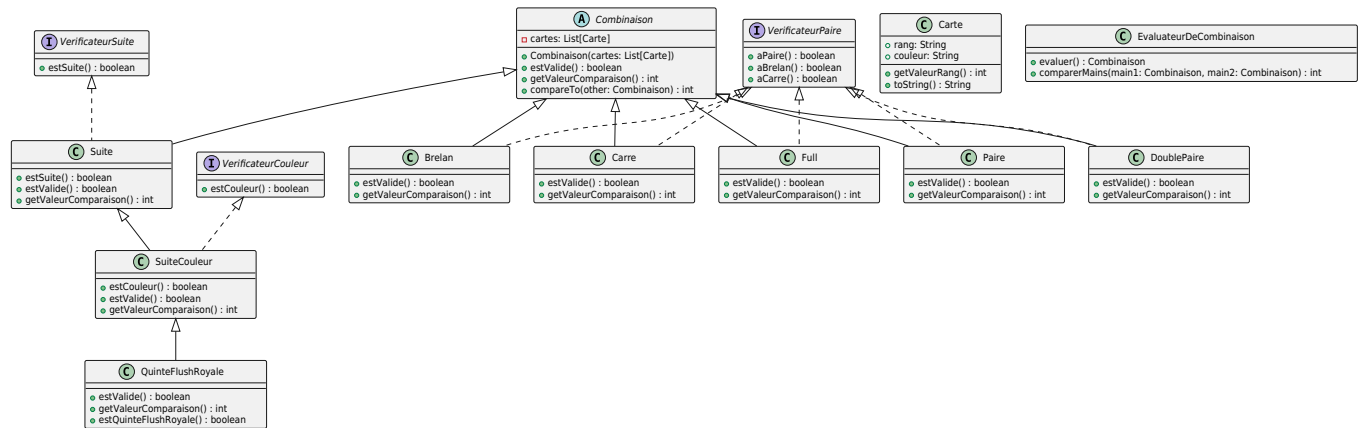 A Combinaison
cartes: List[Carte]
Combinaison(cartes: List[Carte])
estValide() : boolean
getValeurComparaison() : int
compareTo(other: Combinaison) : int
I VerificateurPaire
aPaire() : boolean
aBrelan() : boolean
aCarre() : boolean
C Carte
rang: String
couleur: String
getValeurRang() : int
toString() : String
C EvaluateurDeCombinaison
evaluer() : Combinaison
comparerMains(main1: Combinaison, main2: Combinaison) : int
I VerificateurSuite
estSuite() : boolean
C Suite
estSuite() : boolean
estValide() : boolean
getValeurComparaison() : int
I VerificateurCouleur
estCouleur() : boolean
C Brelan
estValide() : boolean
getValeurComparaison() : int
C Carre
estValide() : boolean
getValeurComparaison() : int
C Full
estValide() : boolean
getValeurComparaison() : int
C Paire
estValide() : boolean
getValeurComparaison() : int
C DoublePaire
estValide() : boolean
getValeurComparaison() : int
C SuiteCouleur
estCouleur() : boolean
estValide() : boolean
getValeurComparaison() : int
C QuinteFlushRoyale
estValide() : boolean
getValeurComparaison() : int
estQuinteFlushRoyale() : boolean